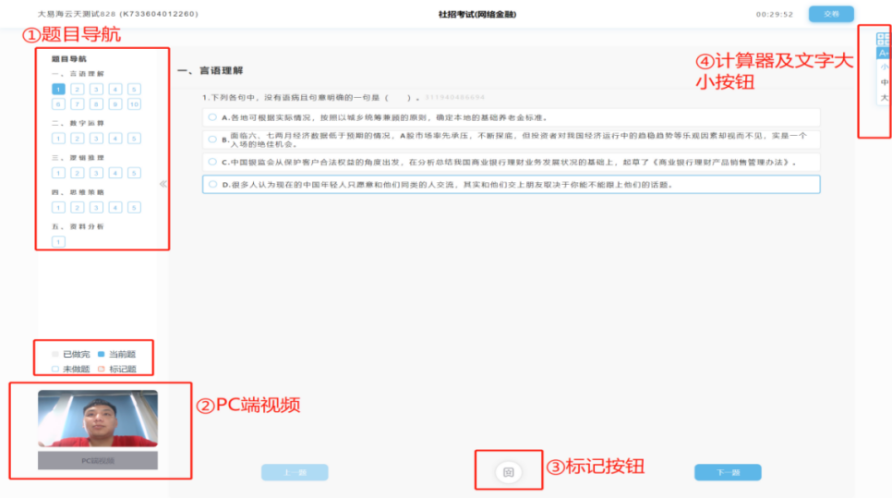 大易海云天测试828 (K733604012260)
社招考试(网络金融)
00:29:52
交卷
①题目导航
题目导航
一、言语理解
1 2 3 4 5
6 7 8 9 10
二、数字运算
1 2 3 4 5
三、逻辑推理
1 2 3 4 5
四、思维策略
1 2 3 4 5
五、资料分析
1
已做完 当前题
未做题 标记题
②PC端视频
PC端视频
一、言语理解
1.下列各句中，没有语病且句意明确的一句是（ ）。
A.各地可根据实际情况，按照以城乡统筹兼顾的原则，确定本地的基础养老金标准。
B.面临六、七两月经济数据低于预期的情况，A股市场率先承压，不断探底，但投资者对我国经济运行中的趋稳趋势等乐观因素却视而不见，实是一个
入场的绝佳机会。
C.中国银监会从保护客户合法权益的角度出发，在分析总结我国商业银行理财业务发展状况的基础上，起草了《商业银行理财产品销售管理办法》。
D.很多人认为现在的中国年轻人只愿意和他们同类的人交流，其实和他们交上朋友取决于你能不能跟上他们的话题。
上一题
③标记按钮
下一题
④计算器及文字大
小按钮
小
中
大